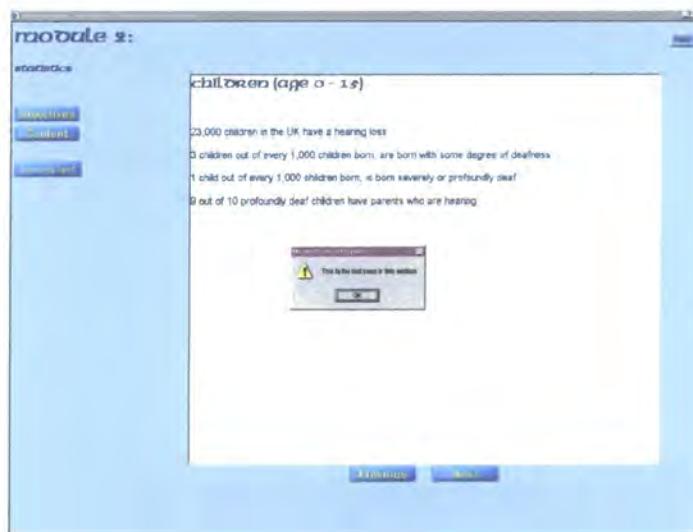 module 2:
statistics
children (age 0 - 15)
Objectives
Content
23,000 children in the UK have a hearing loss
3 children out of every 1,000 children born, are born with some degree of deafness
1 child out of every 1,000 children born, is born severely or profoundly deaf
9 out of 10 profoundly deaf children have parents who are hearing
This is the last page in this section
OK
Previous
Next